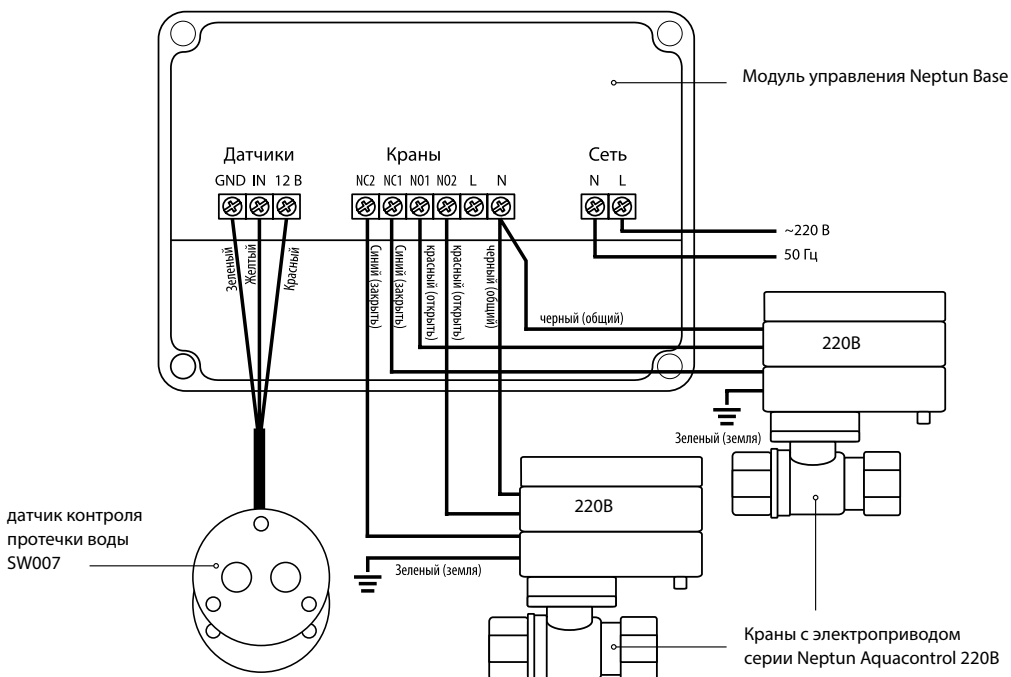 Модуль управления Neptun Base
Датчики
Краны
Сеть
GND IN 12 В
NC2 NC1 NO1 NO2 L N
N L
~220 В
50 Гц
Зеленый
Желтый
Красный
Синий (закрыть)
Синий (закрыть)
красный (открыть)
красный (открыть)
черный (общий)
черный (общий)
220В
Зеленый (земля)
220В
Зеленый (земля)
датчик контроля
протечки воды
SW007
Краны с электроприводом
серии Neptun Aquacontrol 220В